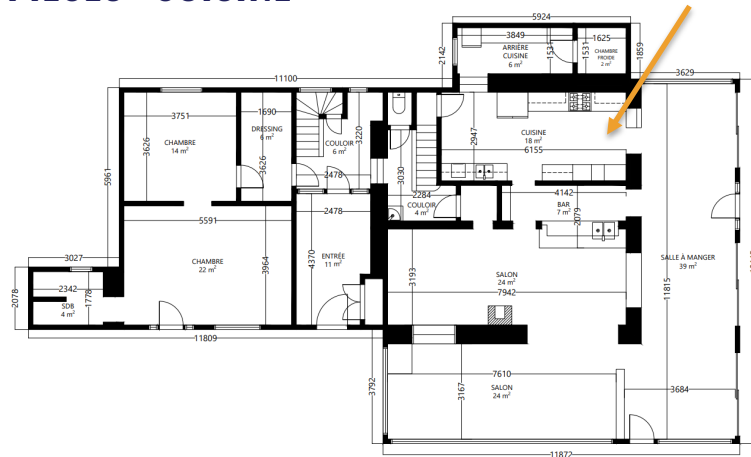 5924
3849
1625
ARRIÈRE
CUISINE
6 m²
1531
1531
CHAMBRE
FROIDE
2 m²
1859
2142
3629
11100
3751
1690
DRESSING
6 m²
3626
CHAMBRE
14 m²
3626
COULOIR
6 m²
3220
2478
5961
2947
CUISINE
18 m²
6155
3030
2284
COULOIR
4 m²
4142
BAR
7 m²
2079
2478
5591
CHAMBRE
22 m²
3964
ENTRÉE
11 m²
4370
3193
SALON
24 m²
7942
SALLE À MANGER
39 m²
11815
3027
2342
2078
1778
SDB
4 m²
11809
3792
3167
7610
SALON
24 m²
3684
11872